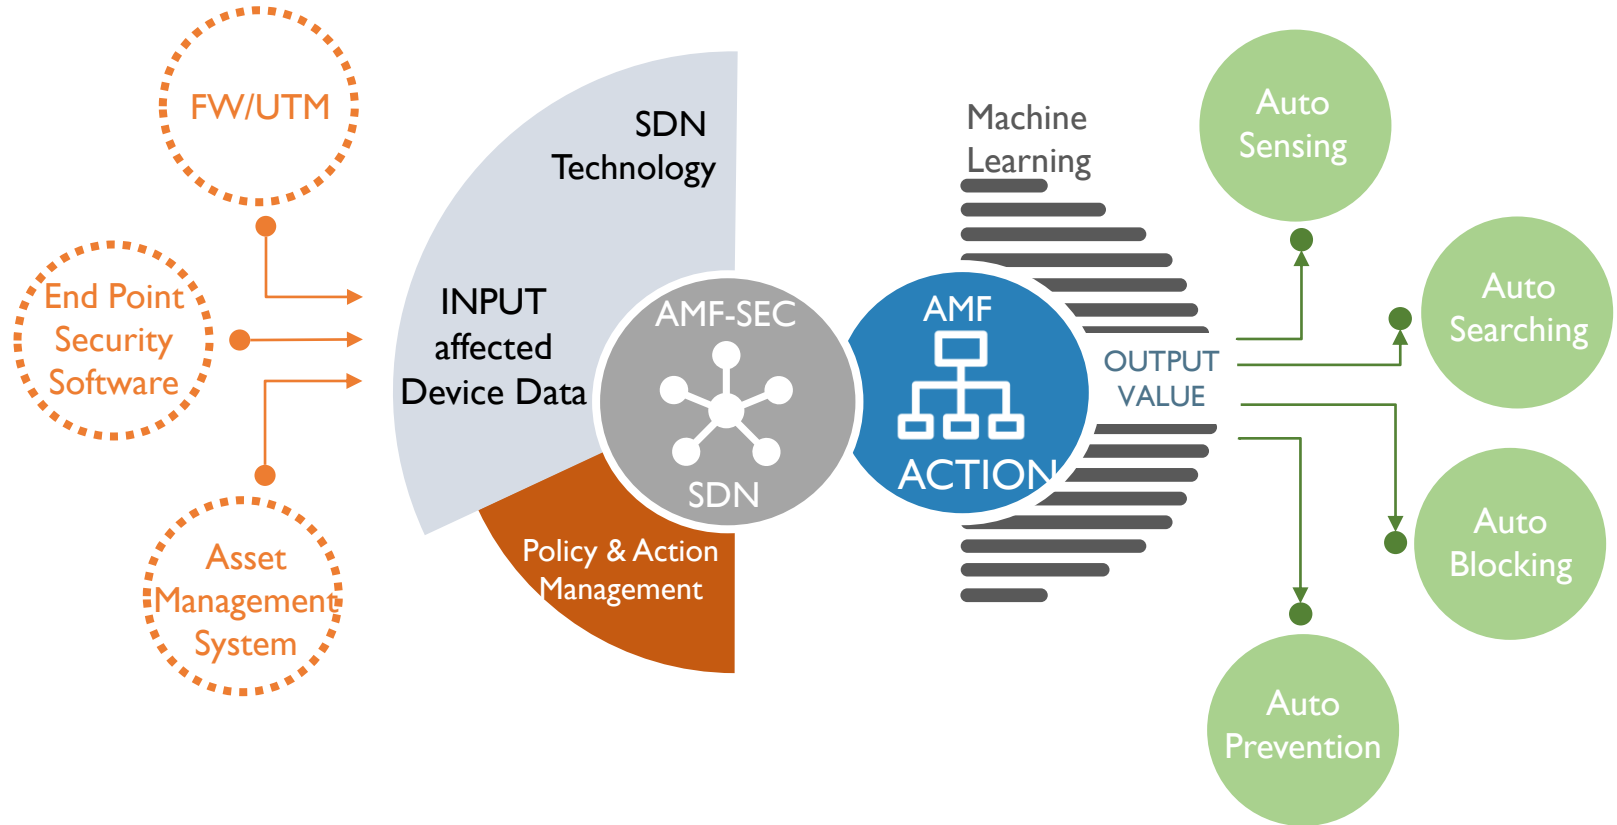 FW/UTM
End Point
Security
Software
Asset
Management
System
SDN
Technology
INPUT
affected
Device Data
Policy & Action
Management
AMF-SEC
SDN
AMF
ACTION
Machine
Learning
OUTPUT
VALUE
Auto
Sensing
Auto
Searching
Auto
Blocking
Auto
Prevention